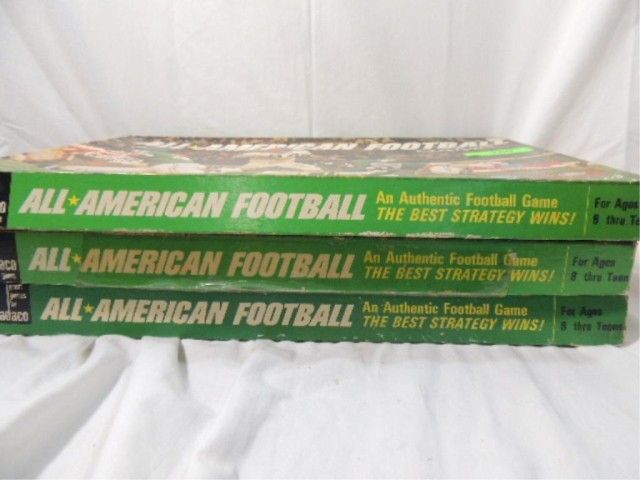 ALL★AMERICAN FOOTBALL
ALL★AMERICAN FOOTBALL An Authentic Football Game
THE BEST STRATEGY WINS!
For Ages
8 thru
ALL★AMERICAN FOOTBALL An Authentic Football Game
THE BEST STRATEGY WINS!
For Ages
8 thru Teens
ALL★AMERICAN FOOTBALL An Authentic Football Game
THE BEST STRATEGY WINS!
For Ages
8 thru Teens